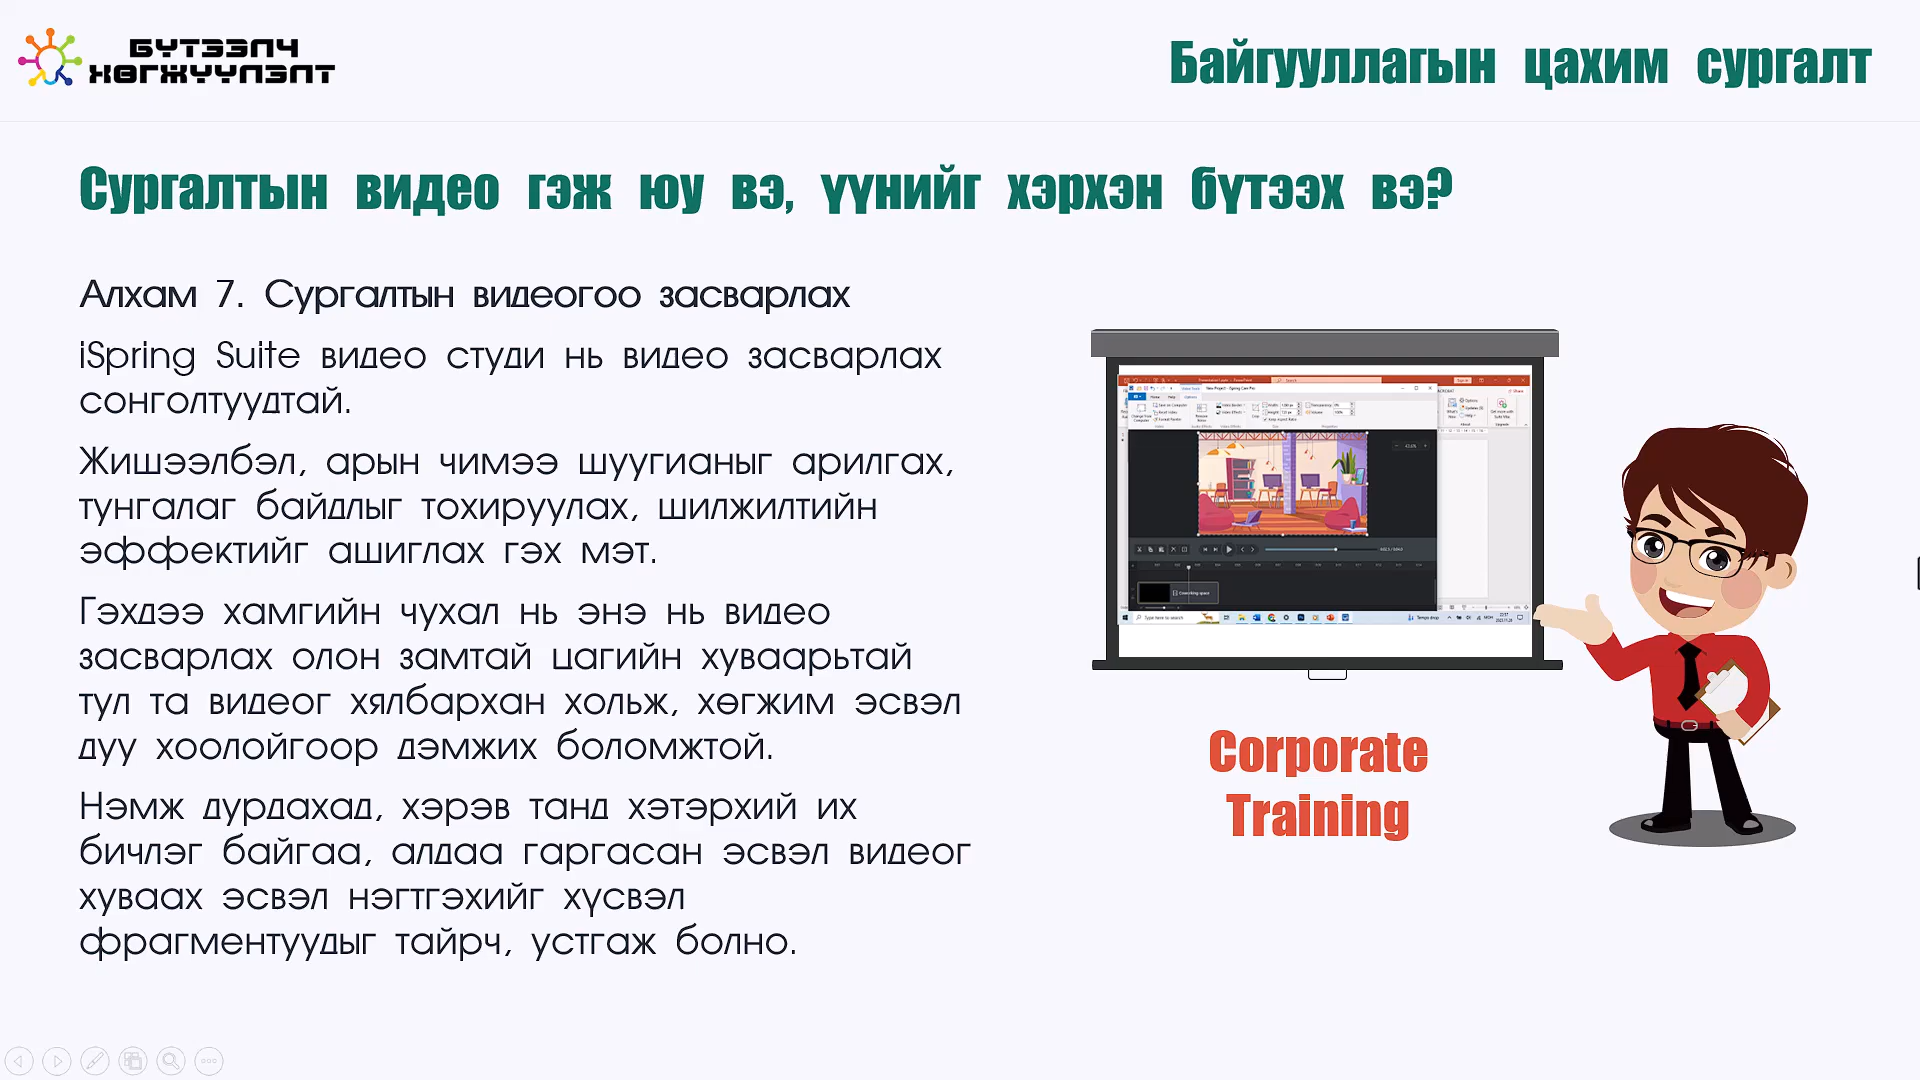 БҮТЭЭЛЧ
ХӨГЖҮҮЛЭЛТ
Байгууллагын цахим сургалт
Сургалтын видео гэж юу вэ, үүнийг хэрхэн бүтээх вэ?
Алхам 7. Сургалтын видеогоо засварлах
iSpring Suite видео студи нь видео засварлах
сонголтуудтай.
Жишээлбэл, арын чимээ шуугианыг арилгах,
тунгалаг байдлыг тохируулах, шилжилтийн
эффектийг ашиглах гэх мэт.
Гэхдээ хамгийн чухал нь энэ нь видео
засварлах олон замтай цагийн хуваарьтай
тул та видеог хялбархан хольж, хөгжим эсвэл
дуу хоолойгоор дэмжих боломжтой.
Нэмж дурдахад, хэрэв танд хэтэрхий их
бичлэг байгаа, алдаа гаргасан эсвэл видеог
хуваах эсвэл нэгтгэхийг хүсвэл
фрагментуудыг тайрч, устгаж болно.
Type here to search
Corporate
Training